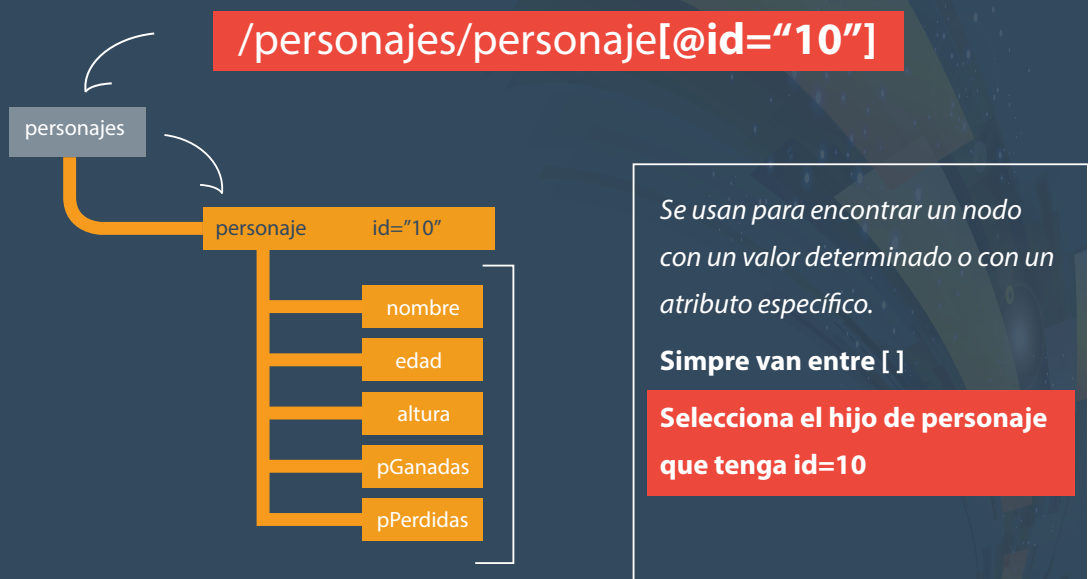 /personajes/personaje[@id=“10”]
personajes
personaje id=”10”
nombre
edad
altura
pGanadas
pPerdidas
Se usan para encontrar un nodo
con un valor determinado o con un
atributo específico.
Simpre van entre [ ]
Selecciona el hijo de personaje
que tenga id=10